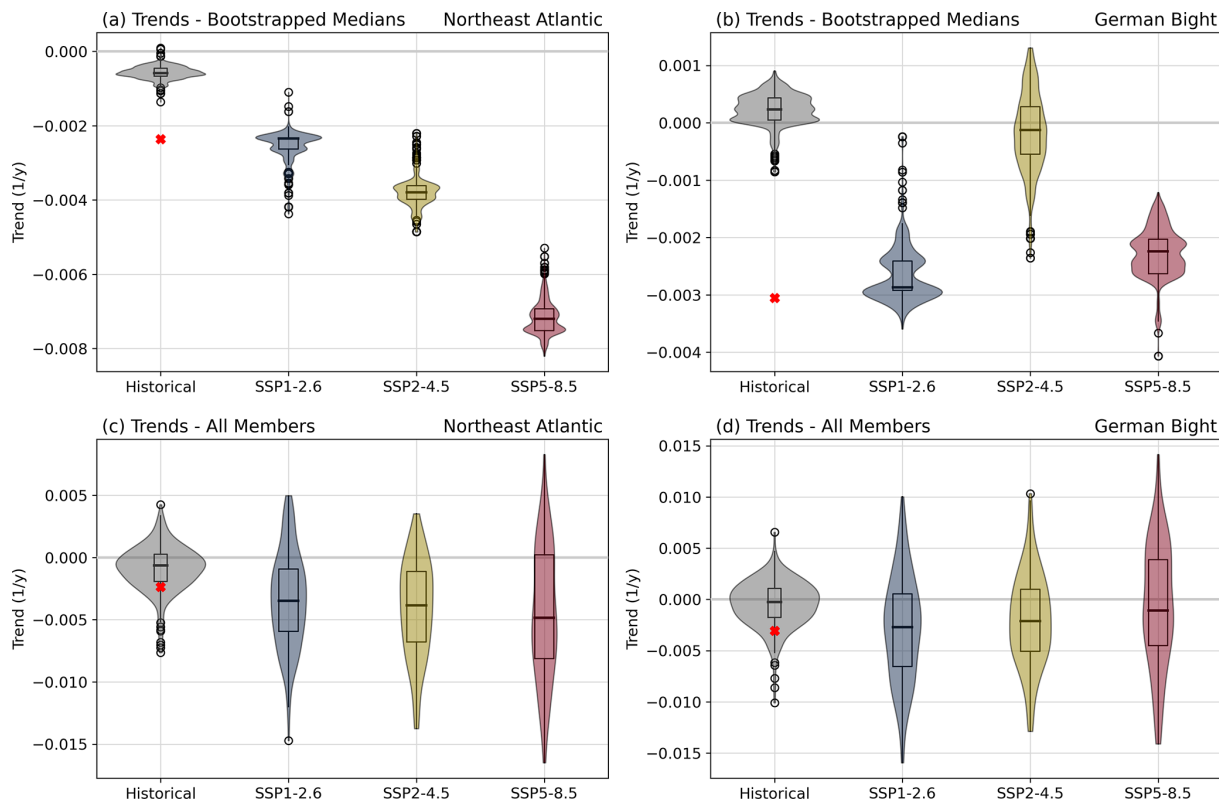 (a) Trends - Bootstrapped Medians Northeast Atlantic
0.000
−0.002
−0.004
−0.006
−0.008
Trend (1/y)
Historical SSP1-2.6 SSP2-4.5 SSP5-8.5
(b) Trends - Bootstrapped Medians German Bight
0.001
0.000
−0.001
−0.002
−0.003
−0.004
Trend (1/y)
Historical SSP1-2.6 SSP2-4.5 SSP5-8.5
(c) Trends - All Members Northeast Atlantic
0.005
0.000
−0.005
−0.010
−0.015
Trend (1/y)
Historical SSP1-2.6 SSP2-4.5 SSP5-8.5
(d) Trends - All Members German Bight
0.015
0.010
0.005
0.000
−0.005
−0.010
−0.015
Trend (1/y)
Historical SSP1-2.6 SSP2-4.5 SSP5-8.5